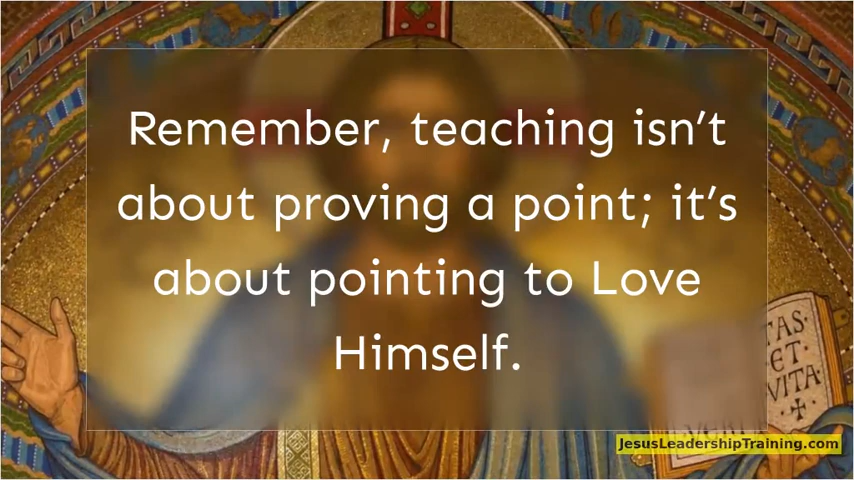 Remember, teaching isn’t
about proving a point; it’s
about pointing to Love
Himself.
TAS·
ET·
VITA·
JesusLeadershipTraining.com